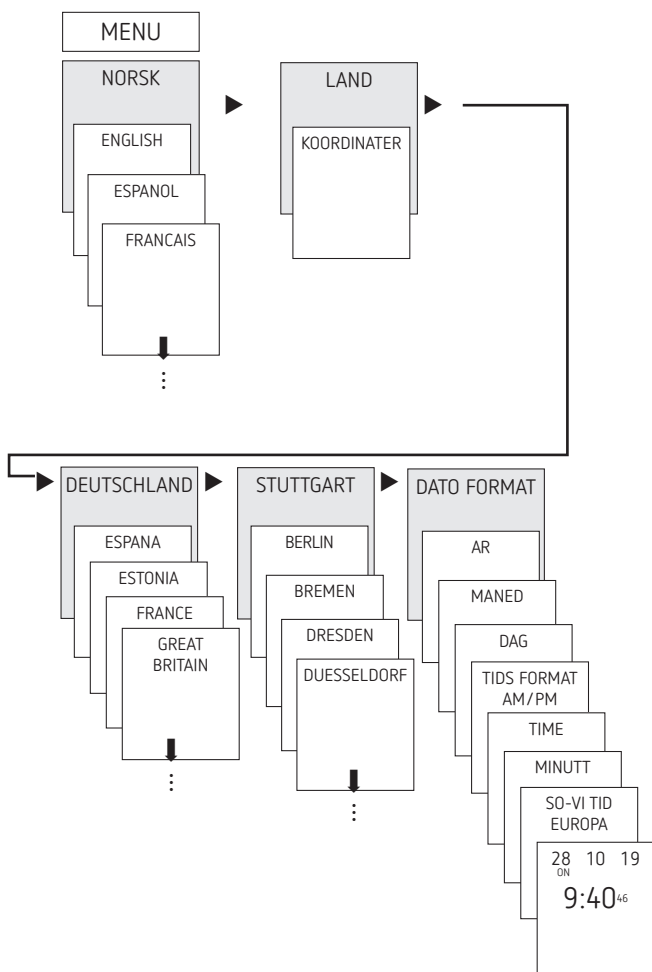 MENU
NORSK
ENGLISH
ESPANOL
FRANCAIS
LAND
KOORDINATER
DEUTSCHLAND
ESPANA
ESTONIA
FRANCE
GREAT
BRITAIN
STUTTGART
BERLIN
BREMEN
DRESDEN
DUESSELDORF
DATO FORMAT
AR
MANED
DAG
TIDS FORMAT
AM/PM
TIME
MINUTT
SO-VI TID
EUROPA
28 10 19
ON
9:40 46